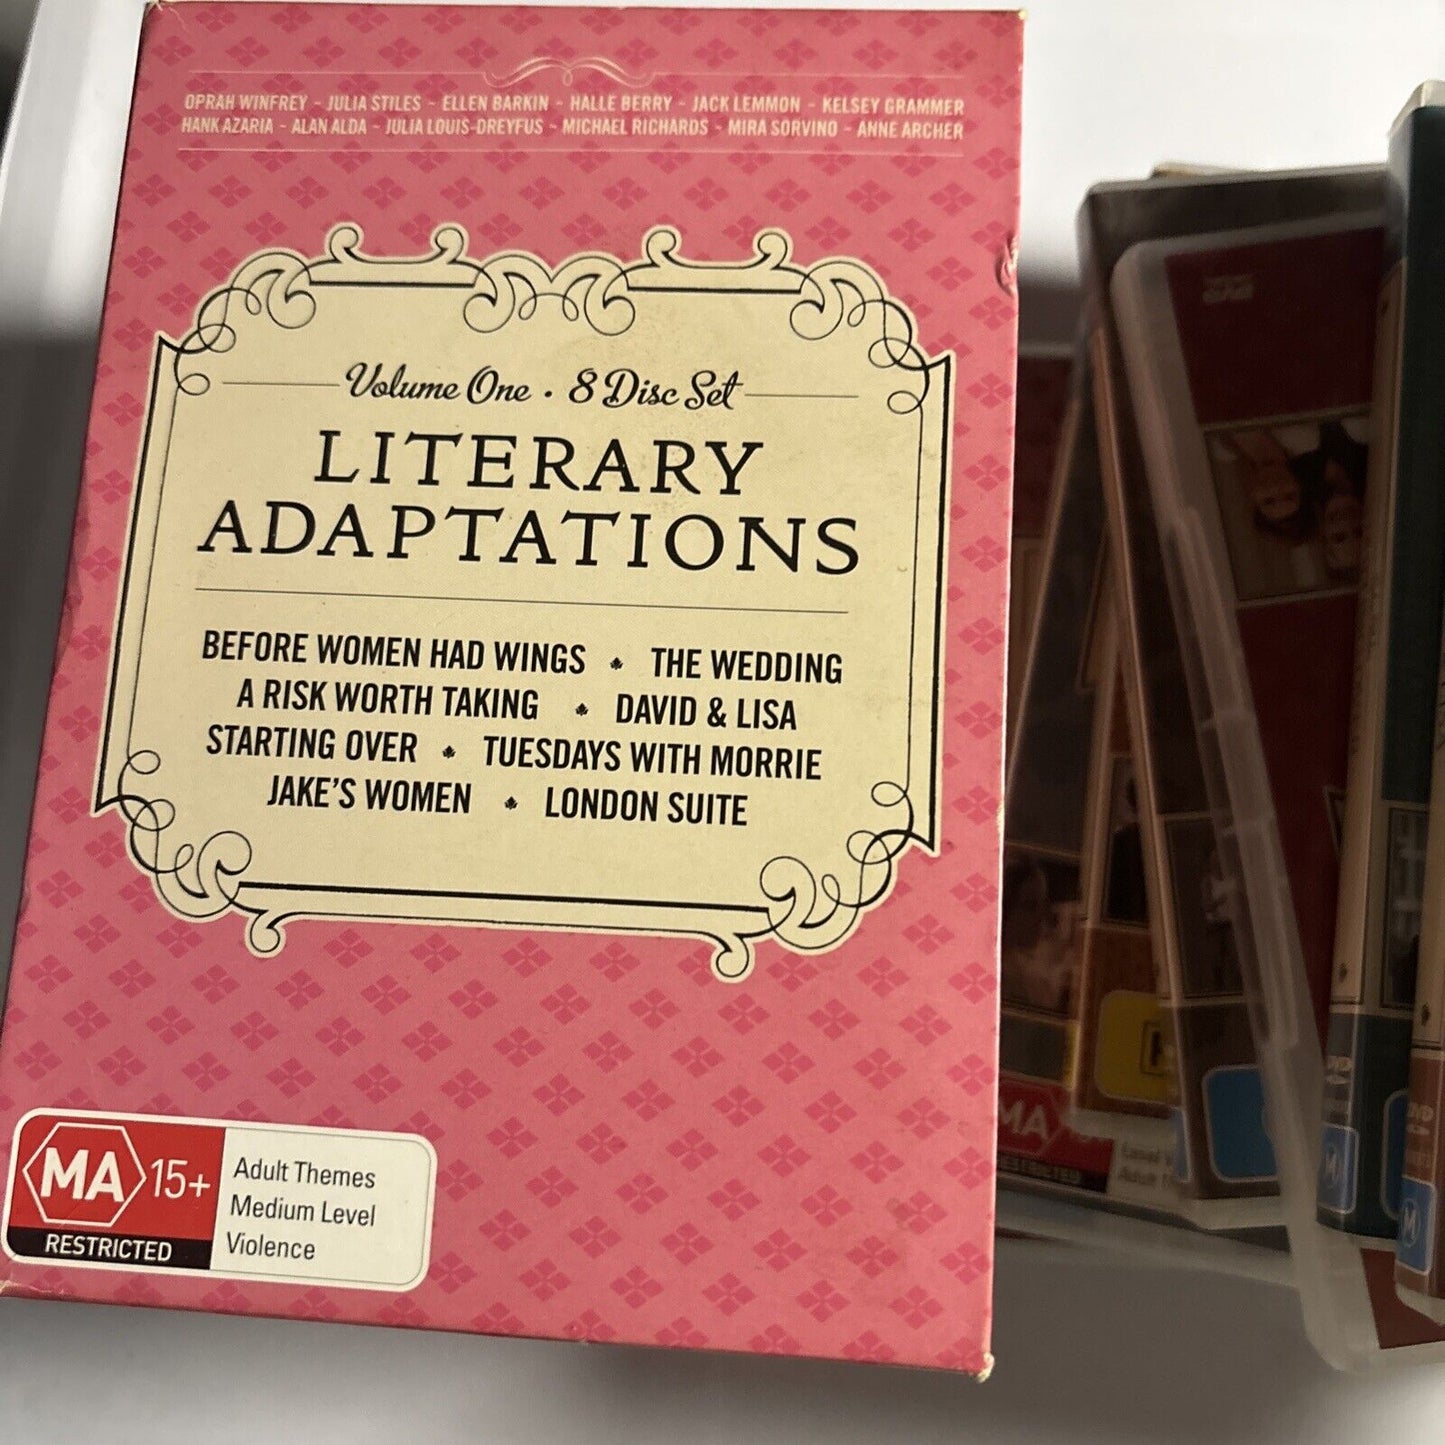 OPRAH WINFREY ~ JULIA STILES ~ ELLEN BARKIN ~ HALLE BERRY ~ JACK LEMMON ~ KELSEY GRAMMER
HANK AZARIA ~ ALAN ALDA ~ JULIA LOUIS-DREYFUS ~ MICHAEL RICHARDS ~ MIRA SORVINO ~ ANNE ARCHER
Volume One · 8 Disc Set
LITERARY
ADAPTATIONS
BEFORE WOMEN HAD WINGS THE WEDDING
A RISK WORTH TAKING DAVID & LISA
STARTING OVER TUESDAYS WITH MORRIE
JAKE'S WOMEN LONDON SUITE
MA 15+
RESTRICTED
Adult Themes
Medium Level
Violence
MA
DVD
M
DVD
M